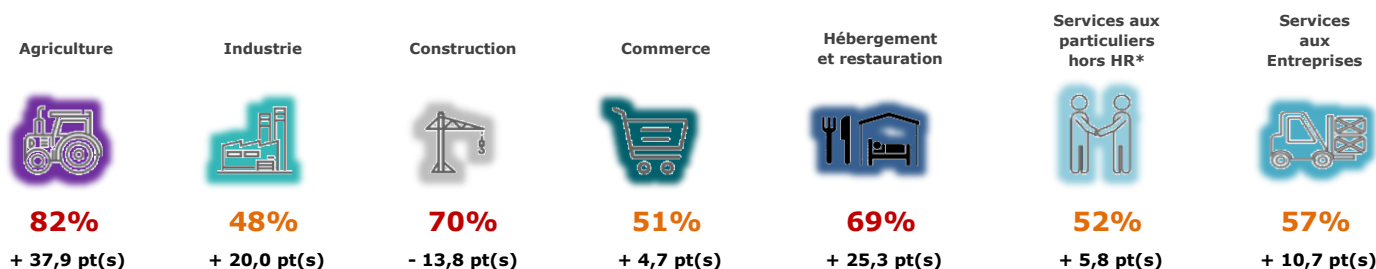 Agriculture
Industrie
Construction
Commerce
Hébergement
et restauration
Services aux
particuliers
hors HR*
Services
aux
Entreprises
82%
48%
70%
51%
69%
52%
57%
+ 37,9 pt(s)
+ 20,0 pt(s)
- 13,8 pt(s)
+ 4,7 pt(s)
+ 25,3 pt(s)
+ 5,8 pt(s)
+ 10,7 pt(s)